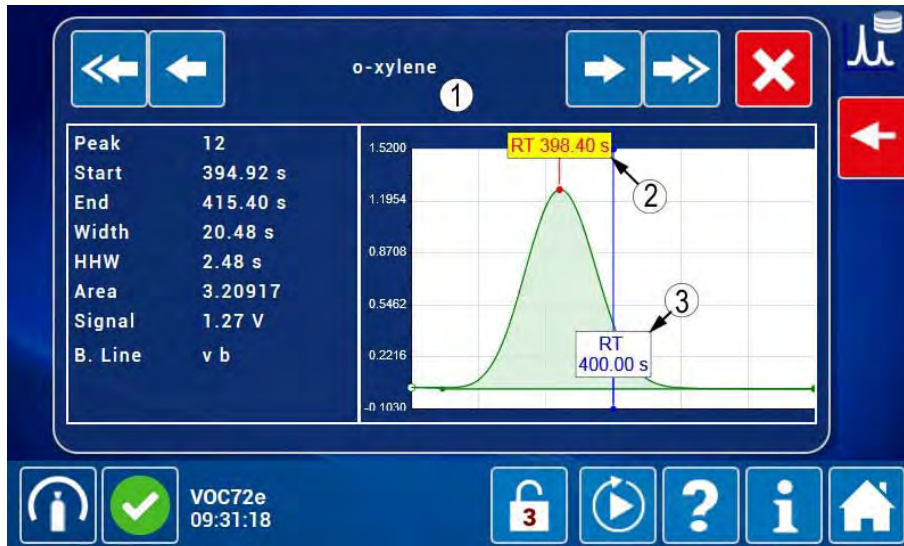 o-xylene
1
Peak 12
Start 394.92 s
End 415.40 s
Width 20.48 s
HHW 2.48 s
Area 3.20917
Signal 1.27 V
B. Line v b
1.5200
1.1954
0.8708
0.5462
0.2216
-0.1030
RT 398.40 s
2
3
RT
400.00 s
VOC72e
09:31:18
3
?
i